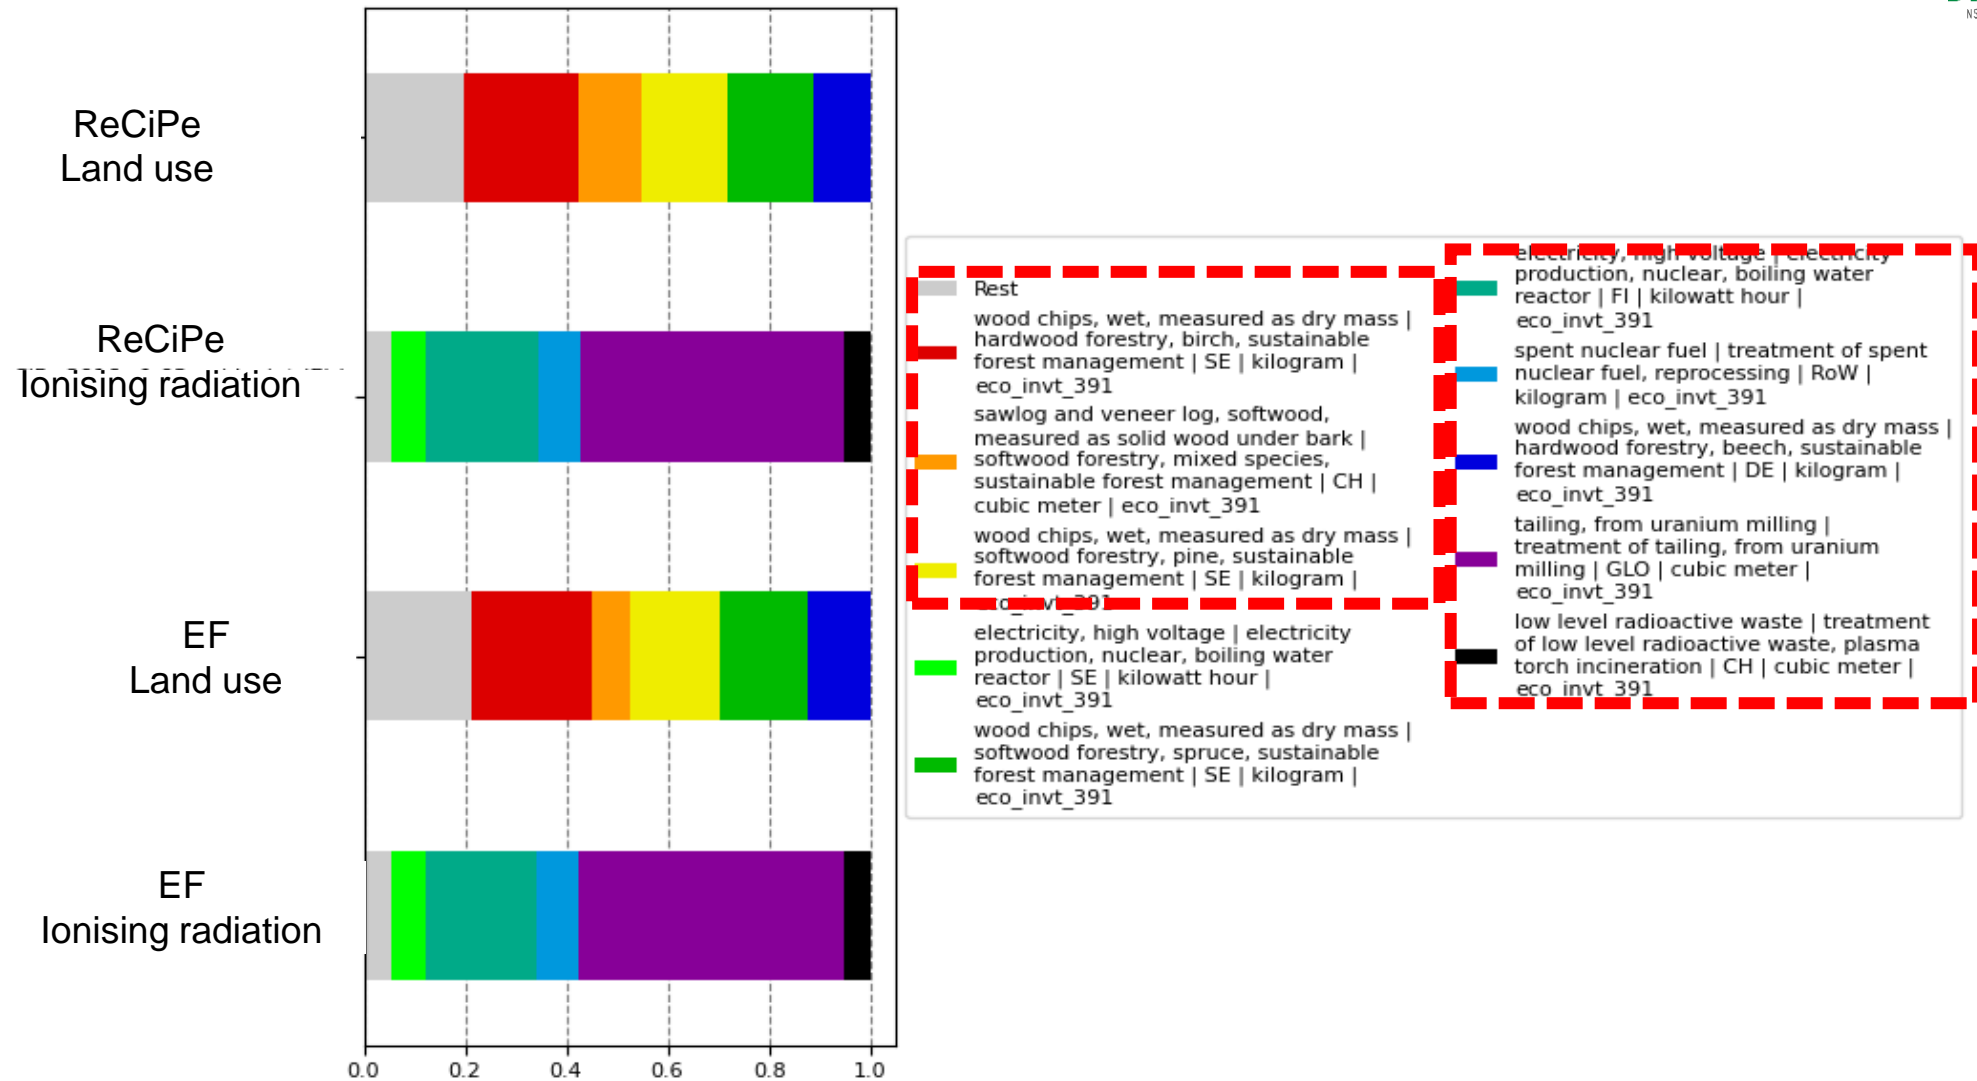 NS
ReCiPe
Land use
ReCiPe
Ionising radiation
EF
Land use
EF
Ionising radiation
0.0 0.2 0.4 0.6 0.8 1.0
Rest
wood chips, wet, measured as dry mass |
hardwood forestry, birch, sustainable
forest management | SE | kilogram |
eco_invt_391
sawlog and veneer log, softwood,
measured as solid wood under bark |
softwood forestry, mixed species,
sustainable forest management | CH |
cubic meter | eco_invt_391
wood chips, wet, measured as dry mass |
softwood forestry, pine, sustainable
forest management | SE | kilogram |
eco_invt_391
electricity, high voltage | electricity
production, nuclear, boiling water
reactor | SE | kilowatt hour |
eco_invt_391
wood chips, wet, measured as dry mass |
softwood forestry, spruce, sustainable
forest management | SE | kilogram |
eco_invt_391
electricity, high voltage | electricity
production, nuclear, boiling water
reactor | FI | kilowatt hour |
eco_invt_391
spent nuclear fuel | treatment of spent
nuclear fuel, reprocessing | RoW |
kilogram | eco_invt_391
wood chips, wet, measured as dry mass |
hardwood forestry, beech, sustainable
forest management | DE | kilogram |
eco_invt_391
tailing, from uranium milling |
treatment of tailing, from uranium
milling | GLO | cubic meter |
eco_invt_391
low level radioactive waste | treatment
of low level radioactive waste, plasma
torch incineration | CH | cubic meter |
eco_invt_391